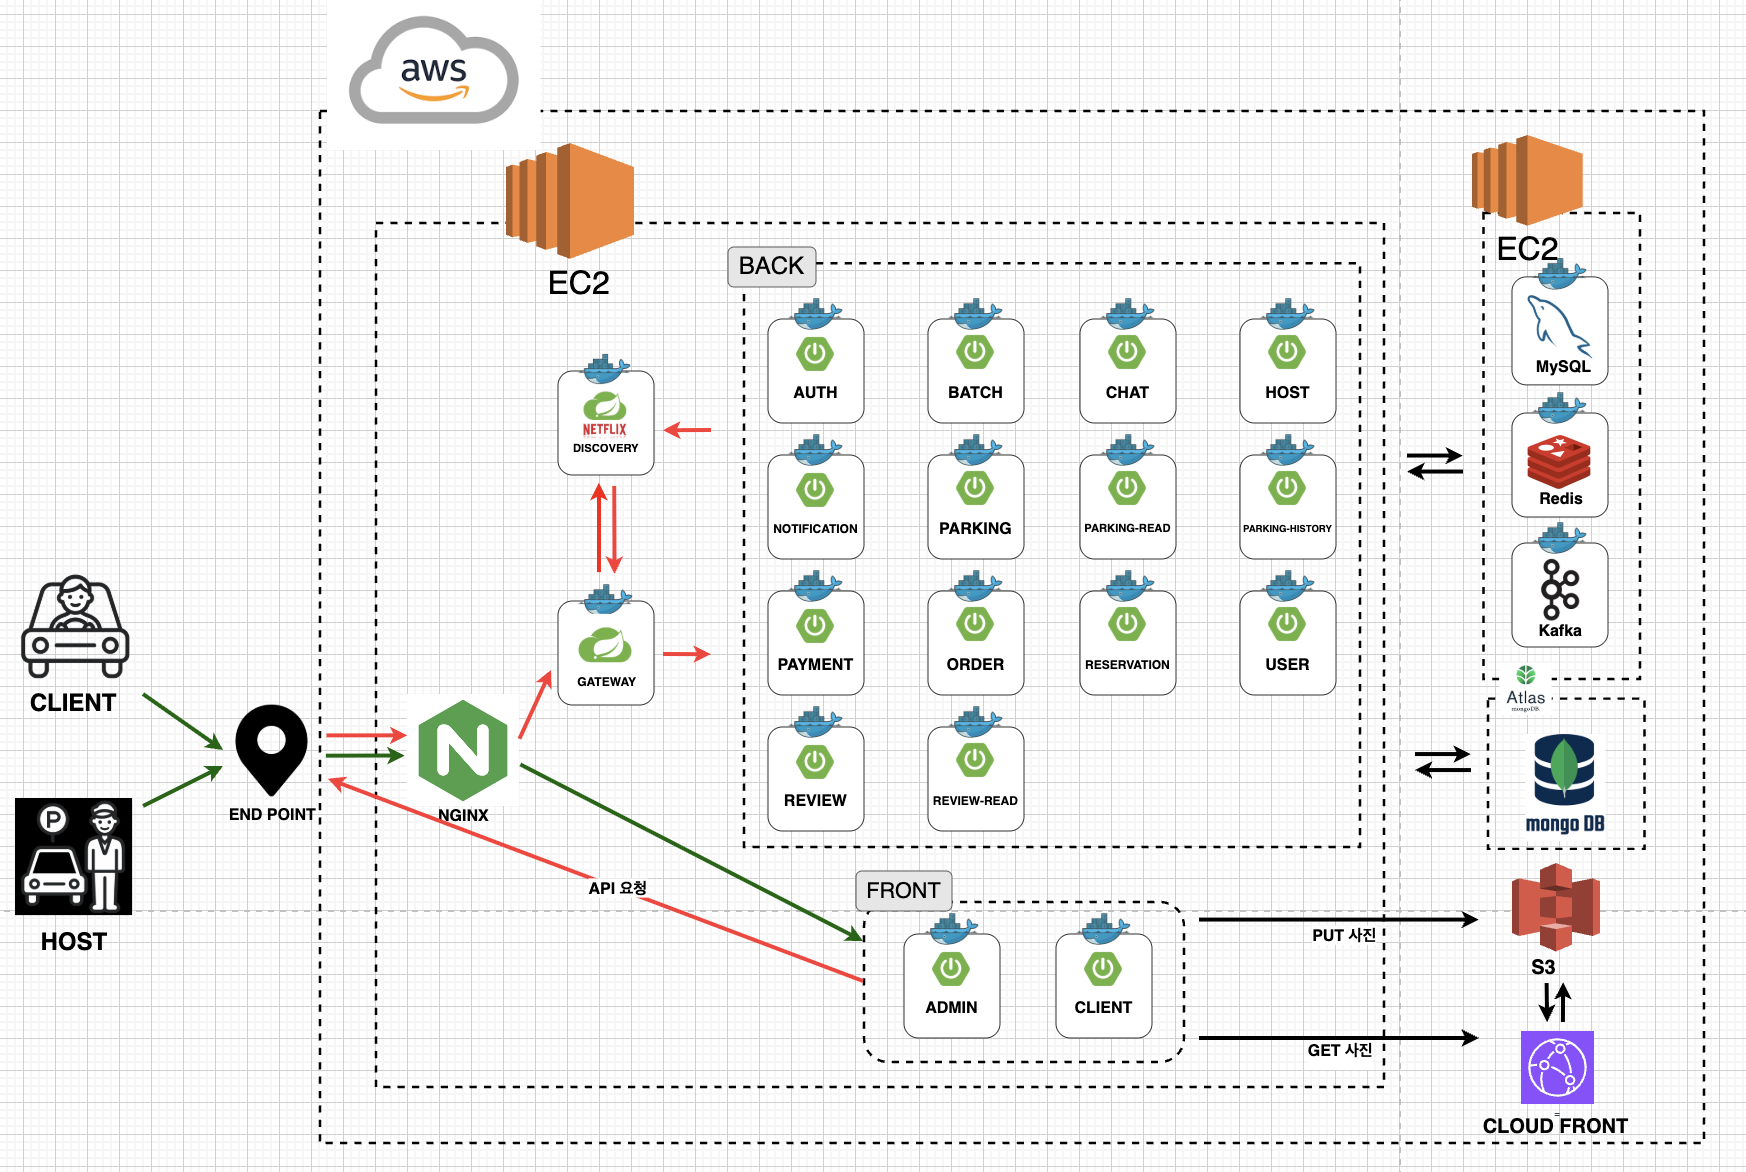 aws
EC2
EC2
BACK
AUTH
BATCH
CHAT
HOST
MySQL
NETFLIX
DISCOVERY
Redis
NOTIFICATION
PARKING
PARKING-READ
PARKING-HISTORY
Kafka
GATEWAY
PAYMENT
ORDER
RESERVATION
USER
Atlas
mongoDB.
CLIENT
END POINT
N
NGINX
REVIEW
REVIEW-READ
mongo DB
P
HOST
API 요청
FRONT
ADMIN
CLIENT
PUT 사진
S3
GET 사진
=
CLOUD FRONT